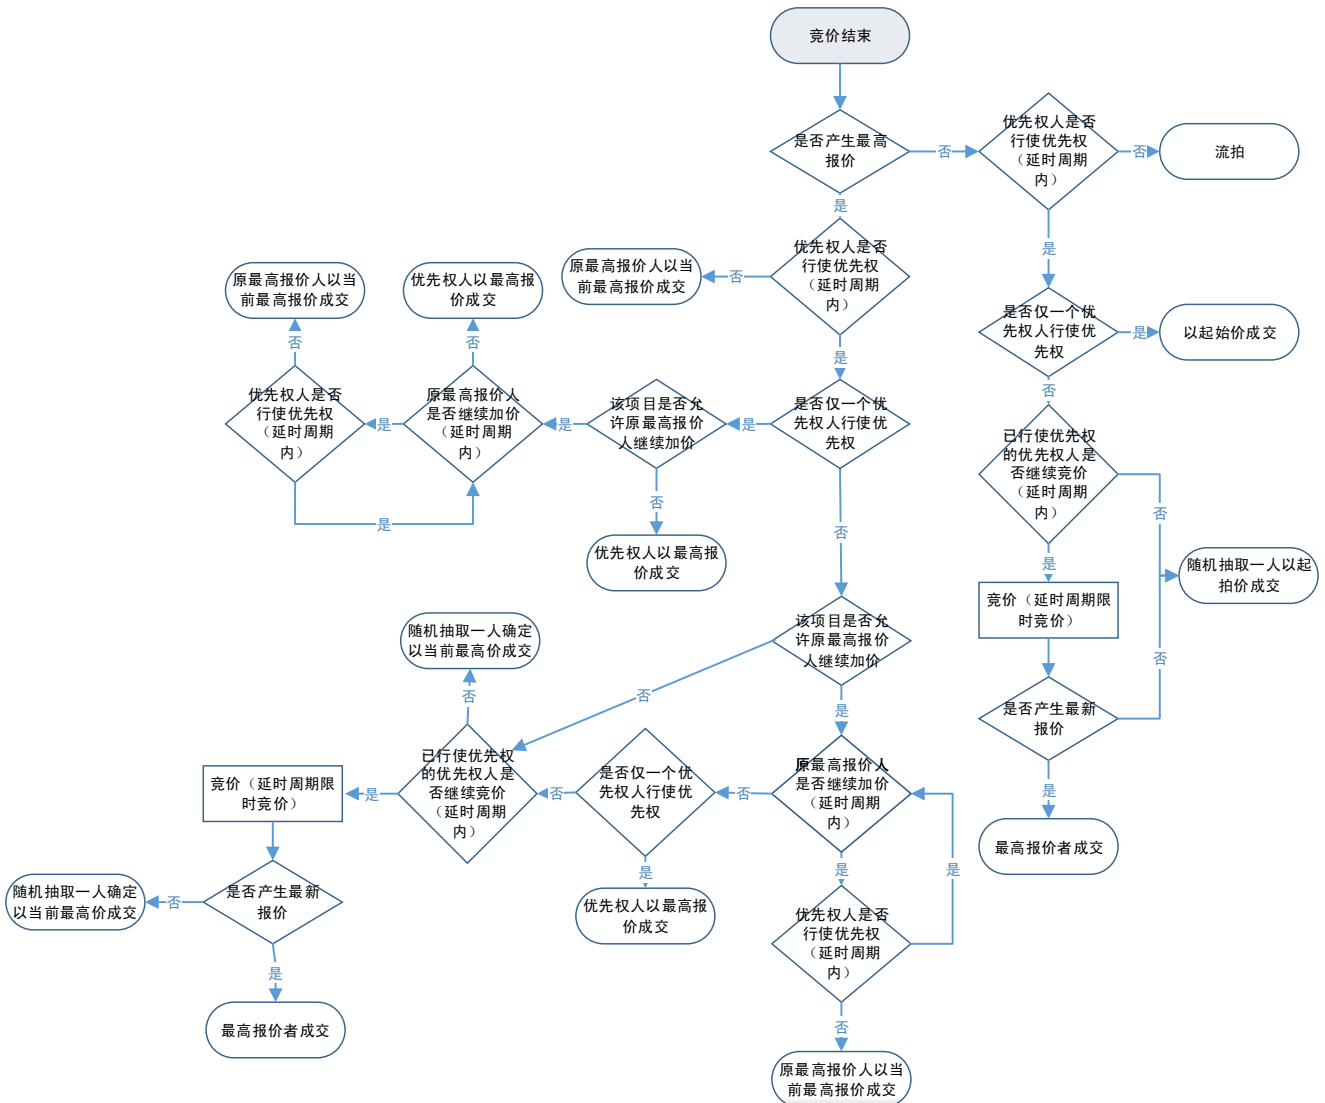 竞价结束
是否产生最高
报价
否
优先权人是否
行使优先权
（延时周期
内）
否
流拍
是
是
优先权人是否
行使优先权
（延时周期
内）
否
原最高报价人以当
前最高报价成交
原最高报价人以当
前最高报价成交
优先权人以最高报
价成交
是否仅一个优
先权人行使优
先权
是
以起始价成交
否
否
是
否
优先权人是否
行使优先权
（延时周期
内）
是
原最高报价人
是否继续加价
（延时周期
内）
是
该项目是否允
许原最高报价
人继续加价
是
是否仅一个优
先权人行使优
先权
已行使优先权
的优先权人是
否继续竞价
（延时周期
内）
否
否
是
否
优先权人以最高报
价成交
是
随机抽取一人以起
拍价成交
竞价（延时周期限
时竞价）
该项目是否允
许原最高报价
人继续加价
随机抽取一人确定
以当前最高价成交
否
否
否
是
是否产生最新
报价
已行使优先权
的优先权人是
否继续竞价
（延时周期
内）
是否仅一个优
先权人行使优
先权
原最高报价人
是否继续加价
（延时周期
内）
竞价（延时周期限
时竞价）
是
否
否
是
最高报价者成交
是
是
是
随机抽取一人确定
以当前最高价成交
否
是否产生最新
报价
优先权人以最高报
价成交
优先权人是否
行使优先权
（延时周期
内）
是
最高报价者成交
否
原最高报价人以当
前最高报价成交